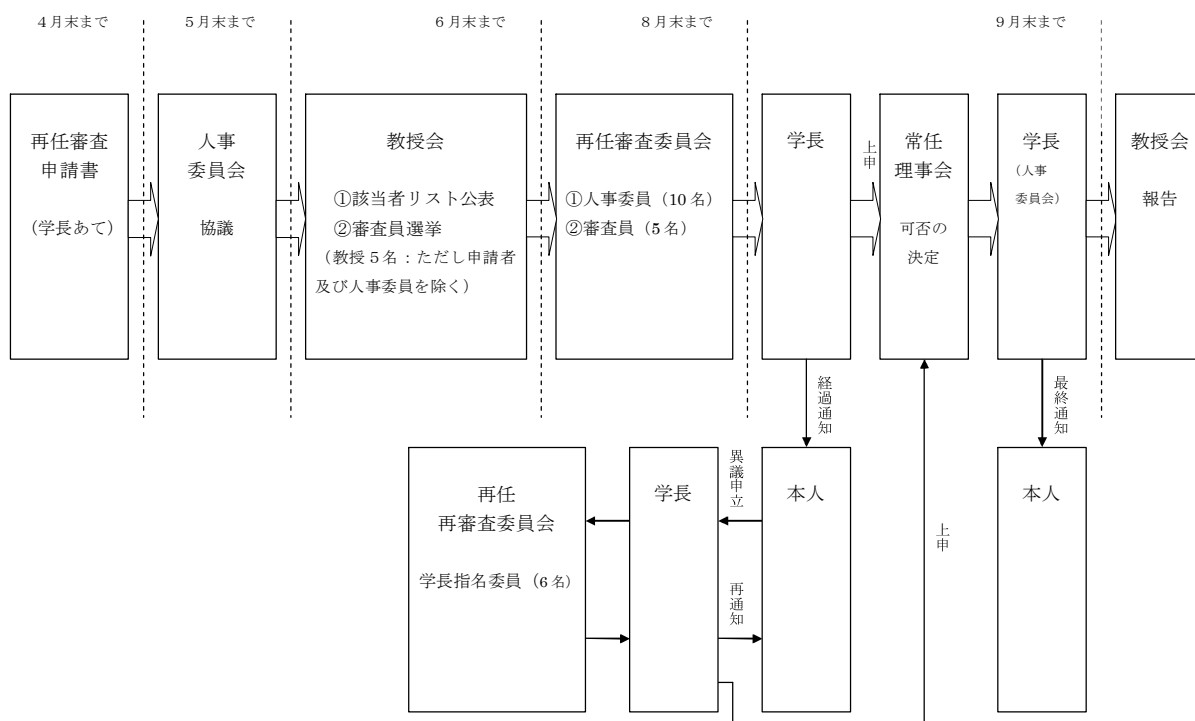 4月末まで
5月末まで
6月末まで
8月末まで
9月末まで
再任審査
申請書
（学長あて）
人事
委員会
協議
教授会
①該当者リスト公表
②審査員選挙
（教授5名：ただし申請者
及び人事委員を除く）
再任審査委員会
①人事委員（10名）
②審査員（5名）
学長
上申
常任
理事会
可否の
決定
学長
（人事
委員会）
教授会
報告
経過通知
最終通知
再任
再審査委員会
学長指名委員（6名）
学長
異議申立
再通知
本人
上申
本人